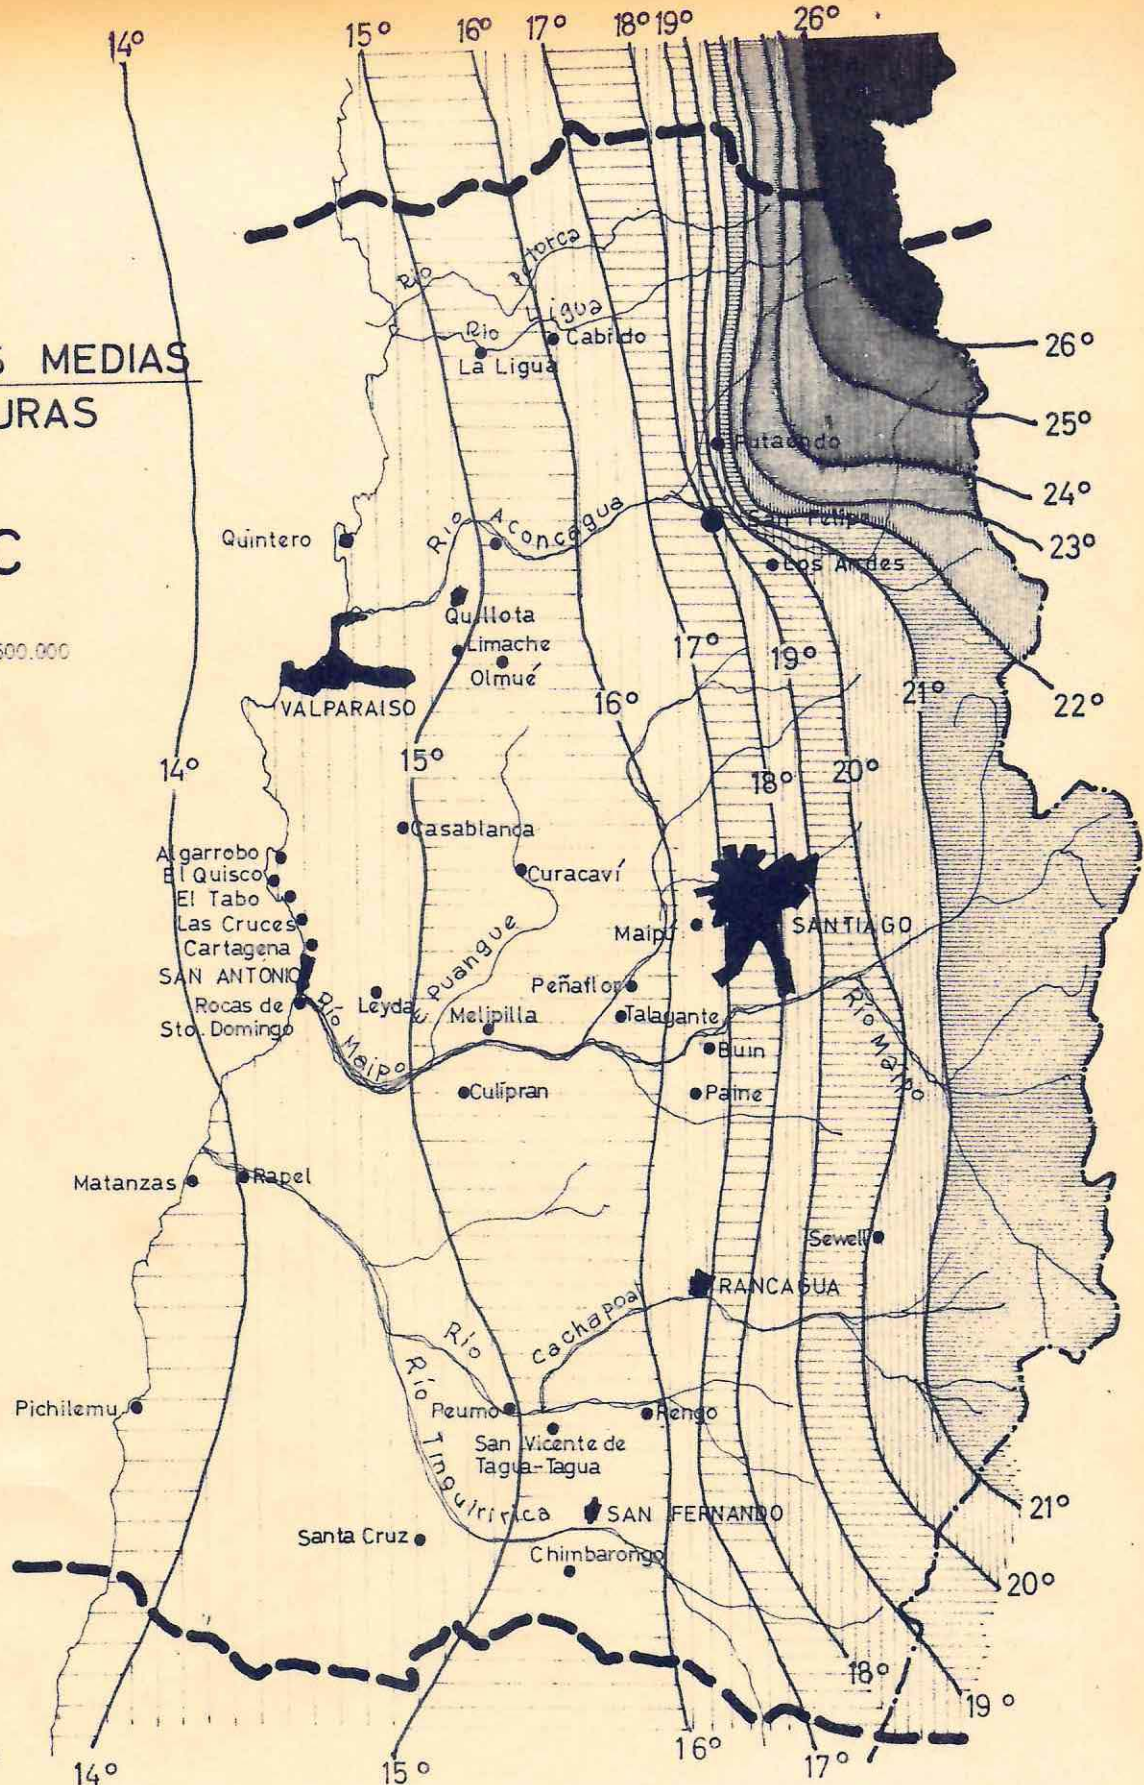 14°
15°
16°
17°
18°
19°
26°
Río Petorca
Río Ligua
Cabildo
La Ligua
S MEDIAS
URAS
C
26°
25°
24°
23°
22°
Putaendo
San Felipe
Los Andes
Río Aconcagua
Quintero
Quillota
Limache
Olmué
VALPARAISO
14°
15°
16°
17°
18°
19°
20°
21°
Casablanca
Curacaví
Algarrobo
El Quisco
El Tabo
Las Cruces
Cartagena
SAN ANTONIO
Rocas de
Sto. Domingo
Leyda
Puangue
Maipú
SANTIAGO
Peñaflor
Talagante
Melipilla
Río Maipo
Río Maipo
Buin
Paine
Culipran
Matanzas
Rapel
Sewell
RANCAGUA
Río Cachapoal
Pichilemu
Peumo
Rengo
San Vicente de
Tagua-Tagua
Río Tinguiririca
SAN FERNANDO
Santa Cruz
Chimbarongo
21°
20°
19°
18°
17°
16°
15°
14°